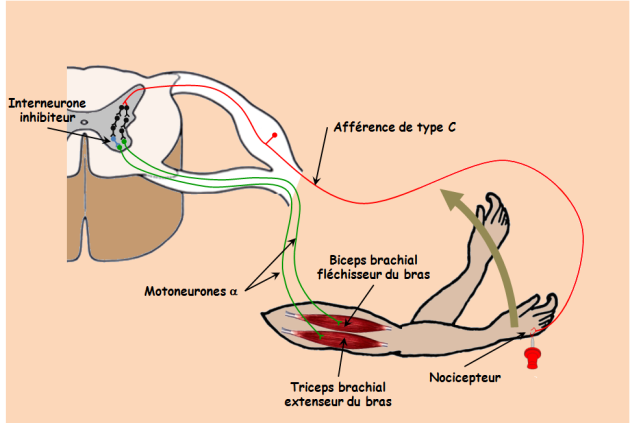 Interneurone
inhibiteur
Afférence de type C
Biceps brachial
fléchisseur du bras
Motoneurones α
Nocicepteur
Triceps brachial
extenseur du bras